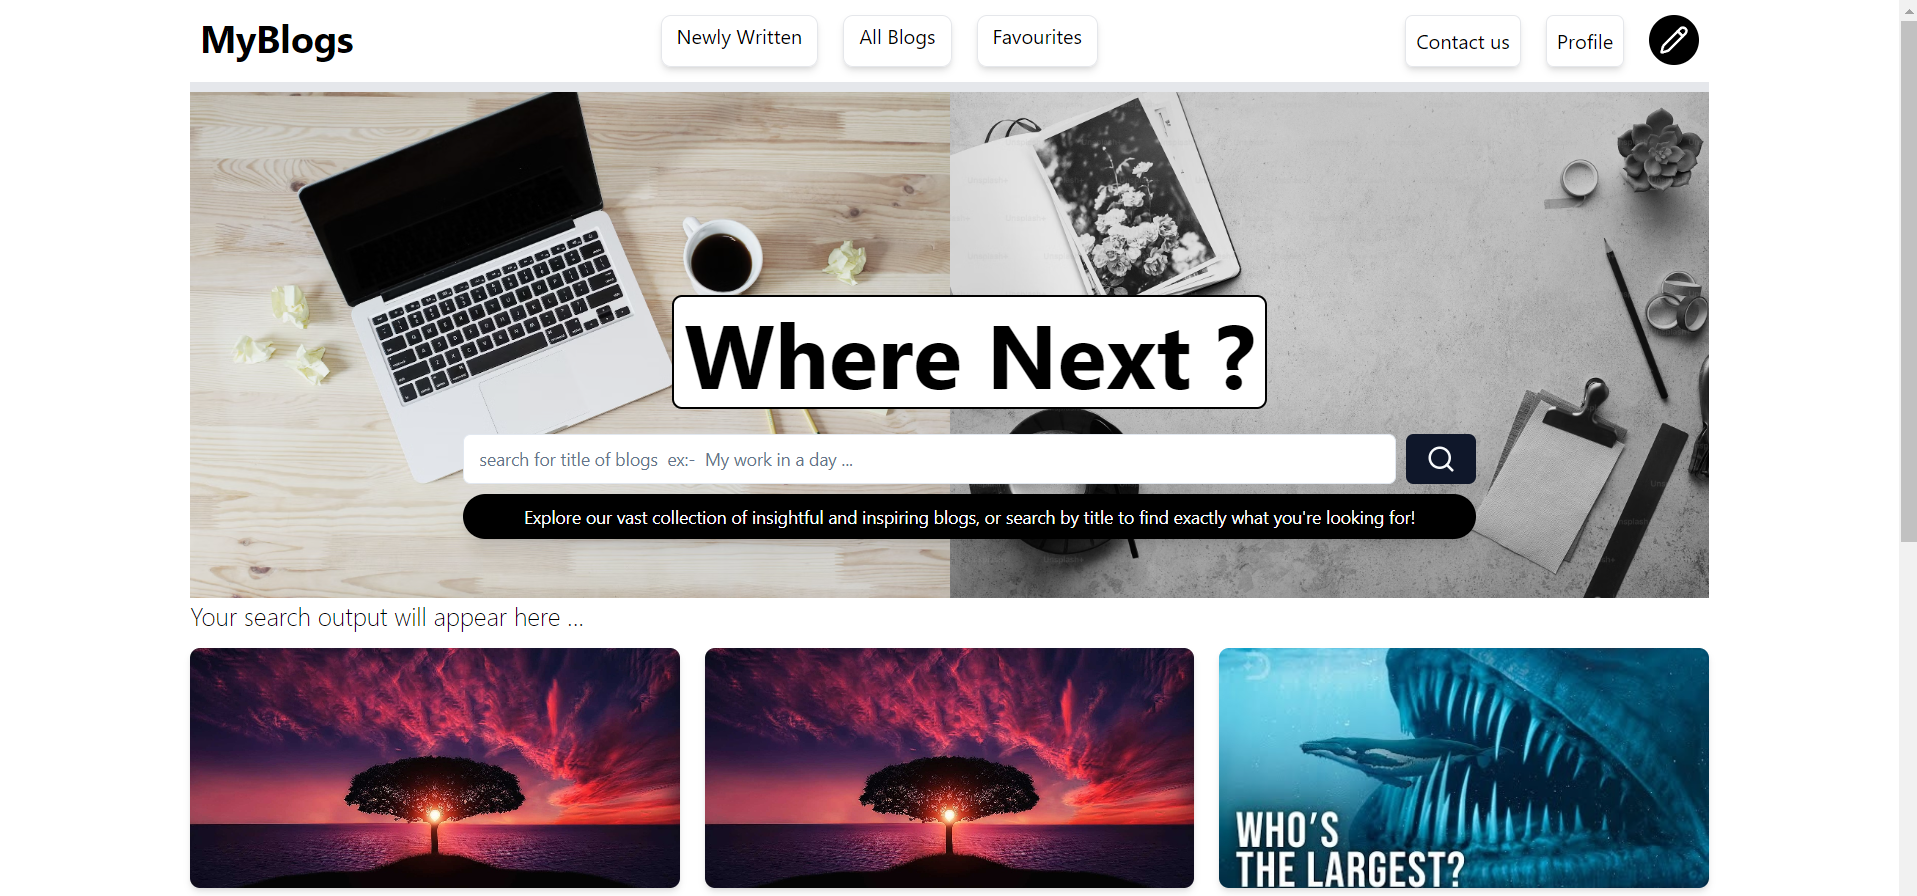 MyBlogs
Newly Written
All Blogs
Favourites
Contact us
Profile
Where Next ?
search for title of blogs ex:- My work in a day ...
Explore our vast collection of insightful and inspiring blogs, or search by title to find exactly what you're looking for!
Your search output will appear here ...
WHO'S
THE LARGEST?